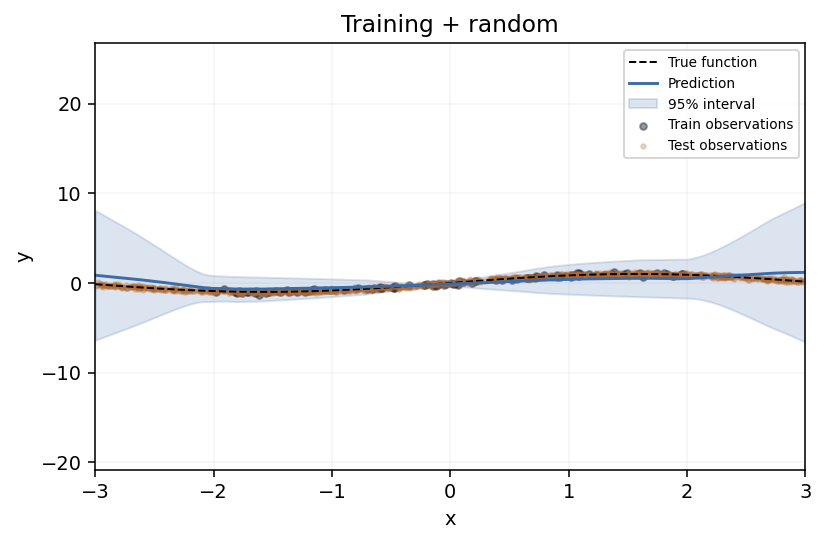 Training + random
True function
Prediction
95% interval
Train observations
Test observations
y
20
10
0
−10
−20
−3
−2
−1
0
1
2
3
x